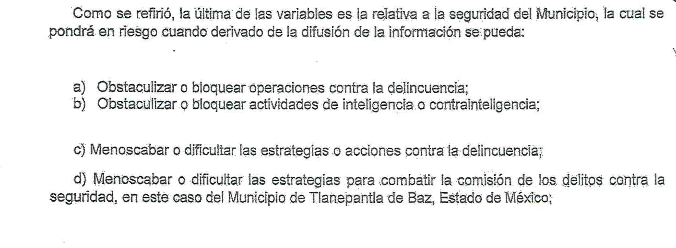 Como se refirió, la última de las variables es la relativa a la seguridad del Municipio, la cual se
pondrá en riesgo cuando derivado de la difusión de la información se pueda:
a) Obstaculizar o bloquear operaciones contra la delincuencia;
b) Obstaculizar o bloquear actividades de inteligencia o contrainteligencia;
c) Menoscabar o dificultar las estrategias o acciones contra la delincuencia;
d) Menoscabar o dificultar las estrategias para combatir la comisión de los delitos contra la
seguridad, en este caso del Municipio de Tlanepantla de Baz, Estado de México;